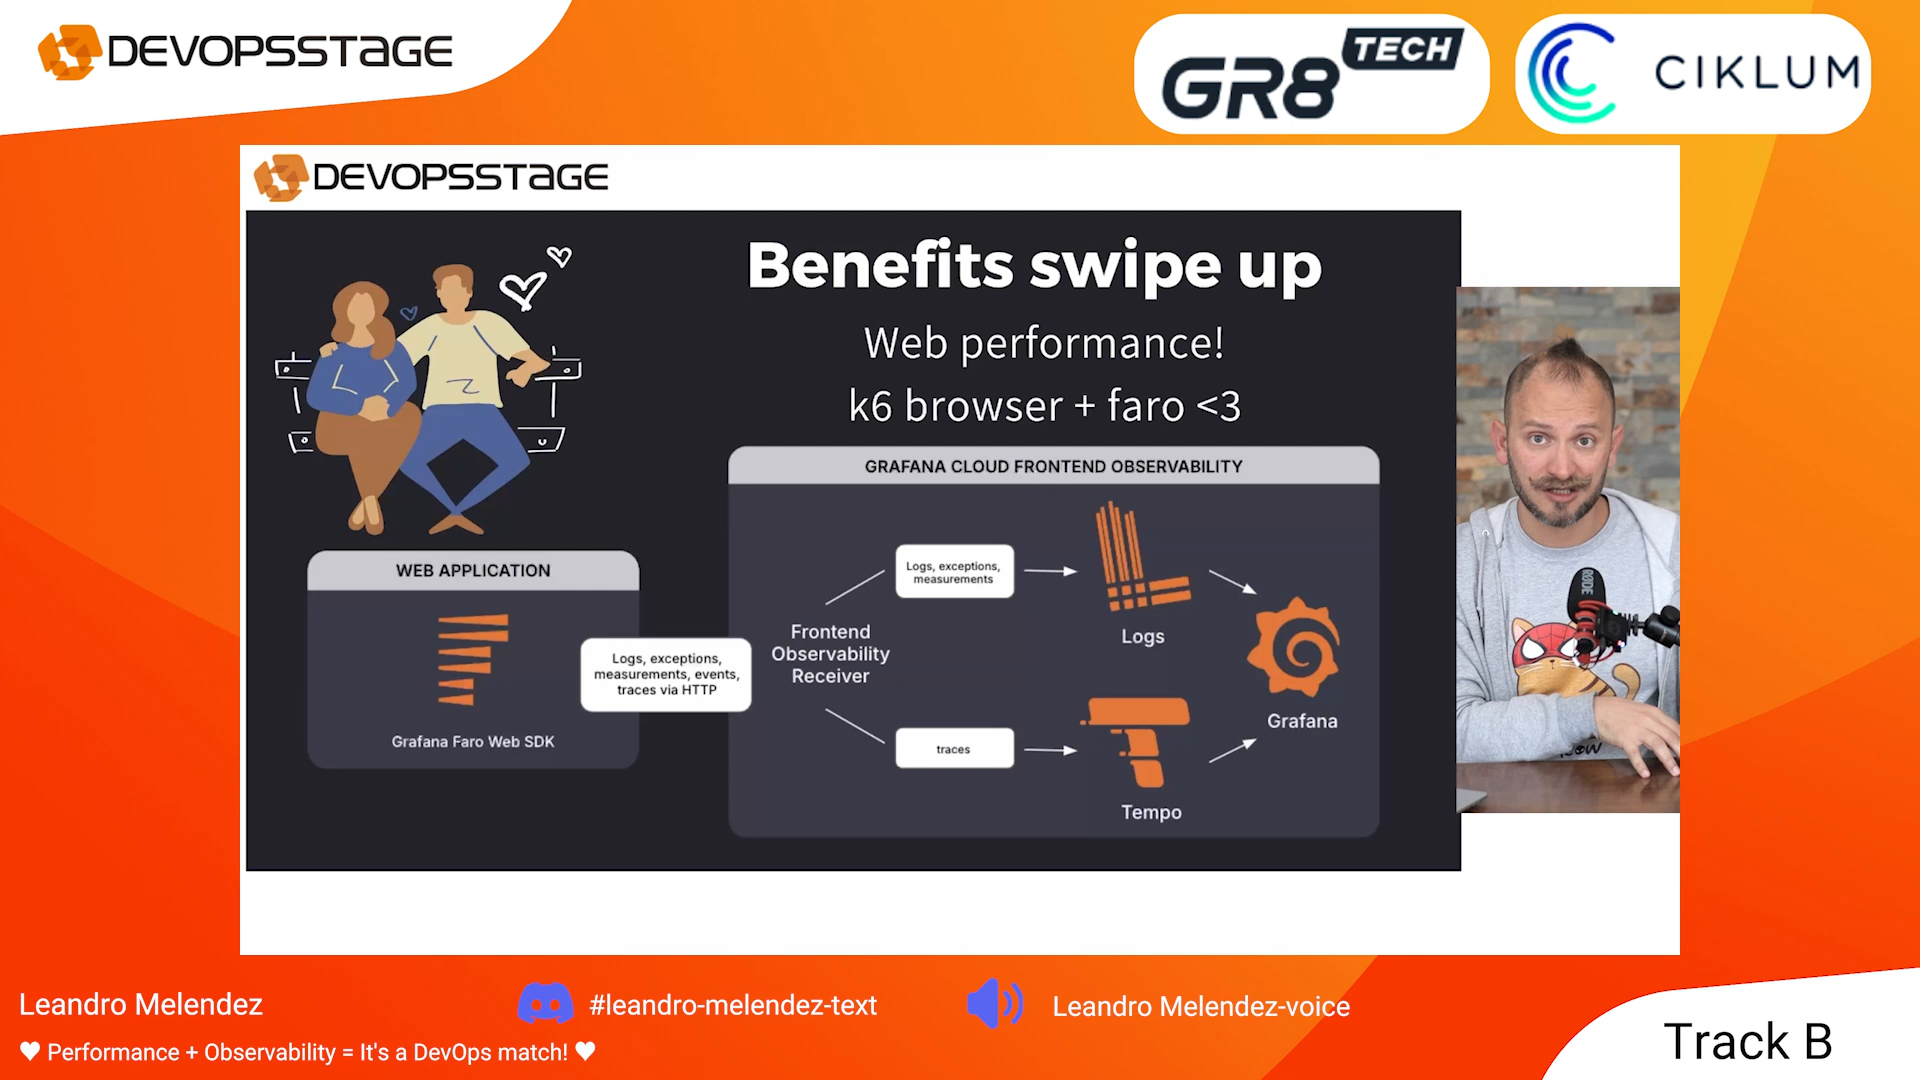 DEVOPSSTAGE
GR8 TECH
CIKLUM
DEVOPSSTAGE
Benefits swipe up
Web performance!
k6 browser + faro <3
GRAFANA CLOUD FRONTEND OBSERVABILITY
WEB APPLICATION
Grafana Faro Web SDK
Logs, exceptions,
measurements, events,
traces via HTTP
Frontend
Observability
Receiver
Logs, exceptions,
measurements
Logs
traces
Tempo
Grafana
RØDE
Leandro Melendez
#leandro-melendez-text
Leandro Melendez-voice
♥ Performance + Observability = It's a DevOps match! ♥
Track B